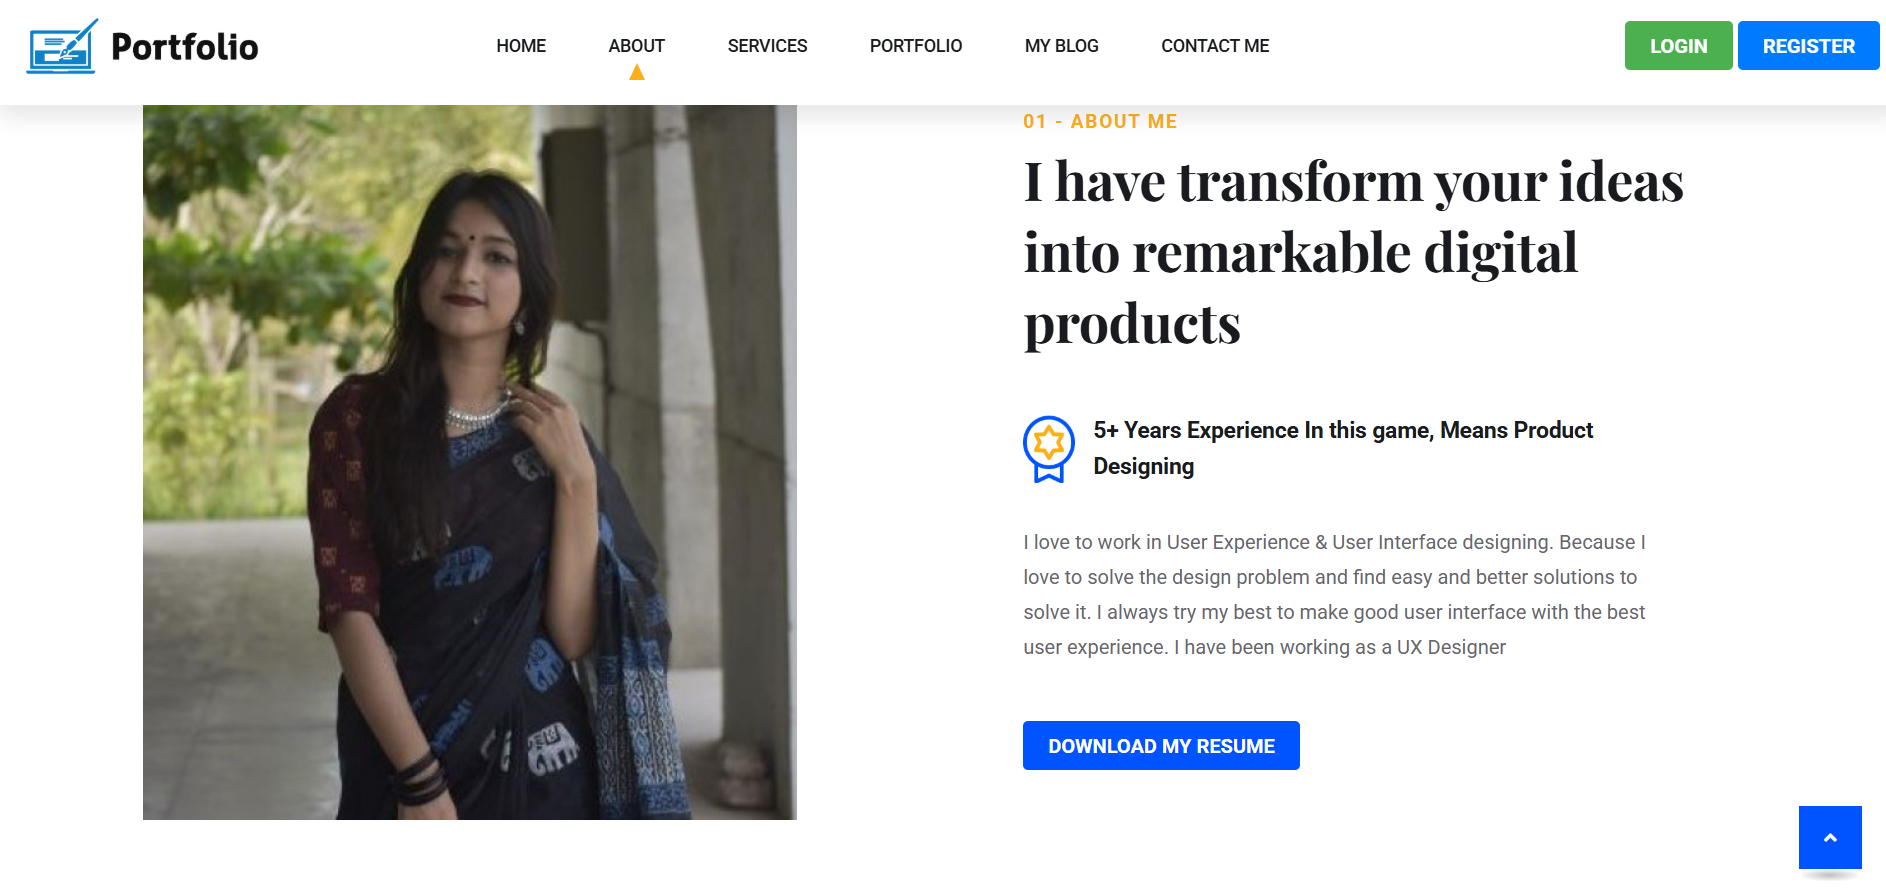 Portfolio
HOME
ABOUT
SERVICES
PORTFOLIO
MY BLOG
CONTACT ME
LOGIN
REGISTER
01 - ABOUT ME
I have transform your ideas
into remarkable digital
products
5+ Years Experience In this game, Means Product
Designing
I love to work in User Experience & User Interface designing. Because I
love to solve the design problem and find easy and better solutions to
solve it. I always try my best to make good user interface with the best
user experience. I have been working as a UX Designer
DOWNLOAD MY RESUME